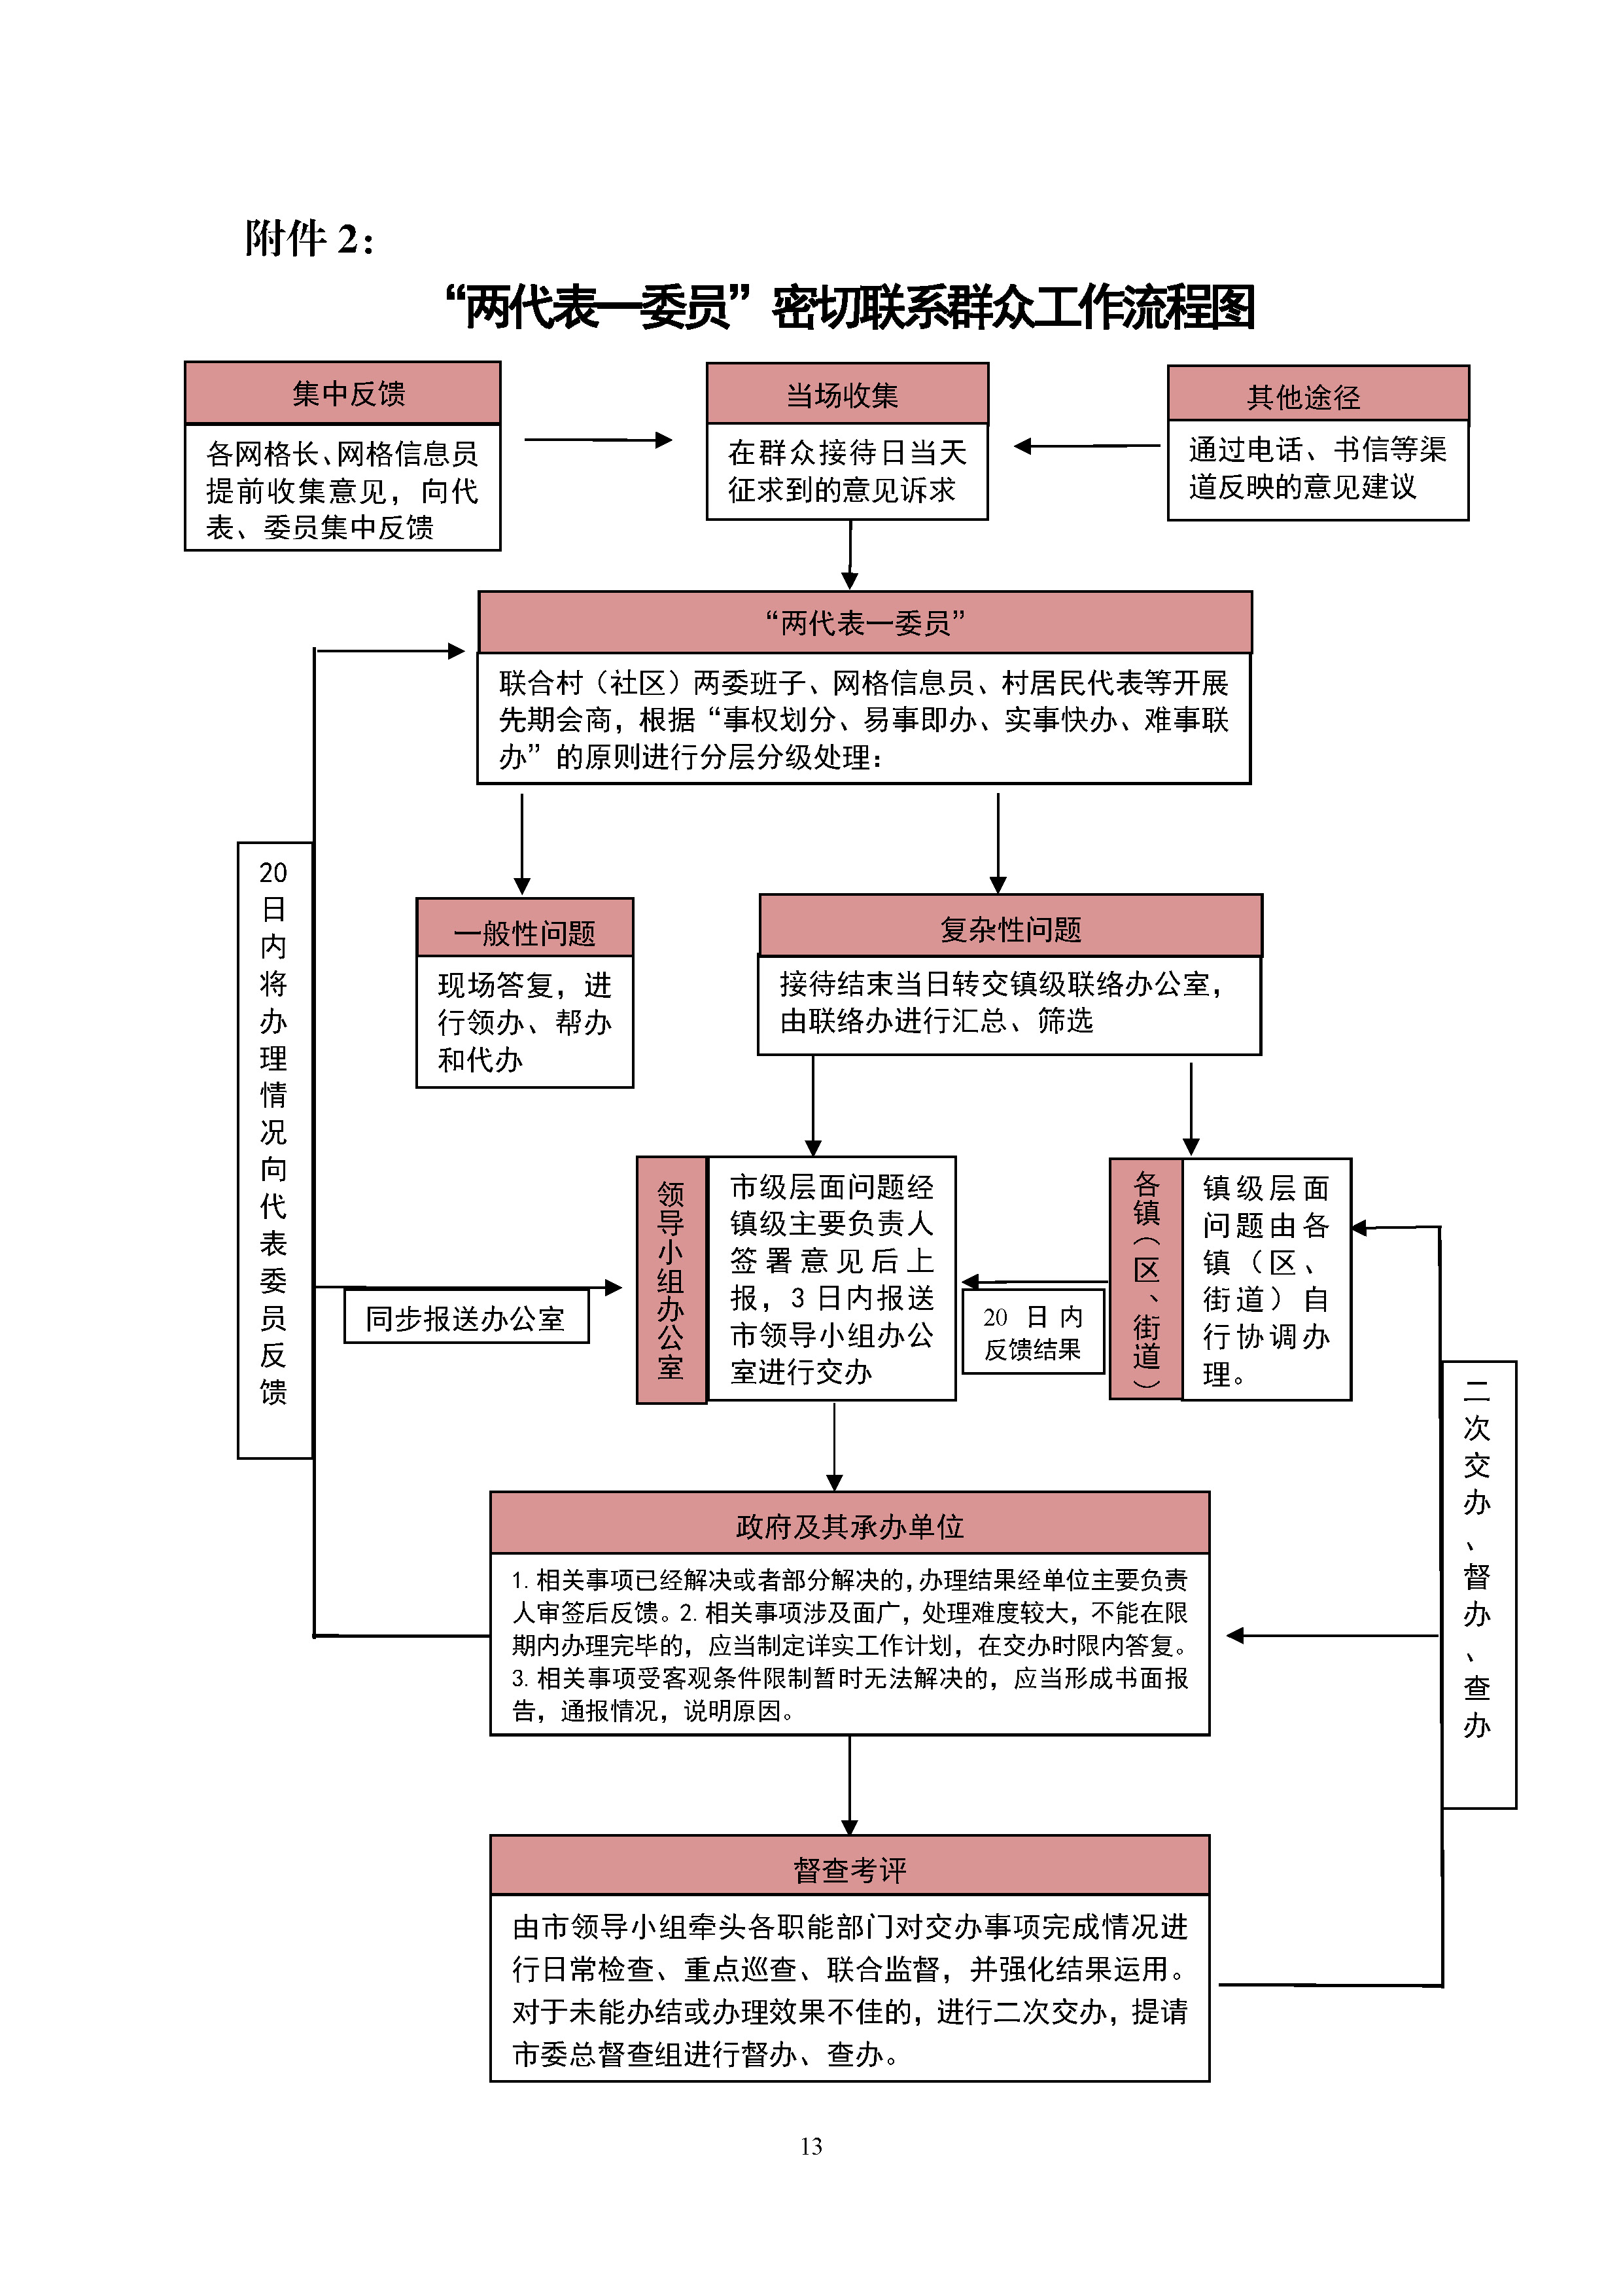 附件 2：
“两代表一委员”密切联系群众工作流程图
集中反馈
各网格长、网格信息员
提前收集意见，向代
表、委员集中反馈
当场收集
在群众接待日当天
征求到的意见诉求
其他途径
通过电话、书信等渠
道反映的意见建议
“两代表一委员”
联合村（社区）两委班子、网格信息员、村居民代表等开展
先期会商，根据“事权划分、易事即办、实事快办、难事联
办”的原则进行分层分级处理：
20日内将办理情况向代表委员反馈
一般性问题
现场答复，进
行领办、帮办
和代办
复杂性问题
接待结束当日转交镇级联络办公室，
由联络办进行汇总、筛选
同步报送办公室
领导小组办公室
市级层面问题经
镇级主要负责人
签署意见后上
报，3 日内报送
市领导小组办公
室进行交办
20 日内
反馈结果
各镇（区、街道）
镇级层面
问题由各
镇（区、
街道）自
行协调办
理。
二次交办、督办、查办
政府及其承办单位
1. 相关事项已经解决或者部分解决的，办理结果经单位主要负责
人审签后反馈。2. 相关事项涉及面广，处理难度较大，不能在限
期内办理完毕的，应当制定详实工作计划，在交办时限内答复。
3. 相关事项受客观条件限制暂时无法解决的，应当形成书面报
告，通报情况，说明原因。
督查考评
由市领导小组牵头各职能部门对交办事项完成情况进
行日常检查、重点巡查、联合监督，并强化结果运用。
对于未能办结或办理效果不佳的，进行二次交办，提请
市委总督查组进行督办、查办。
13